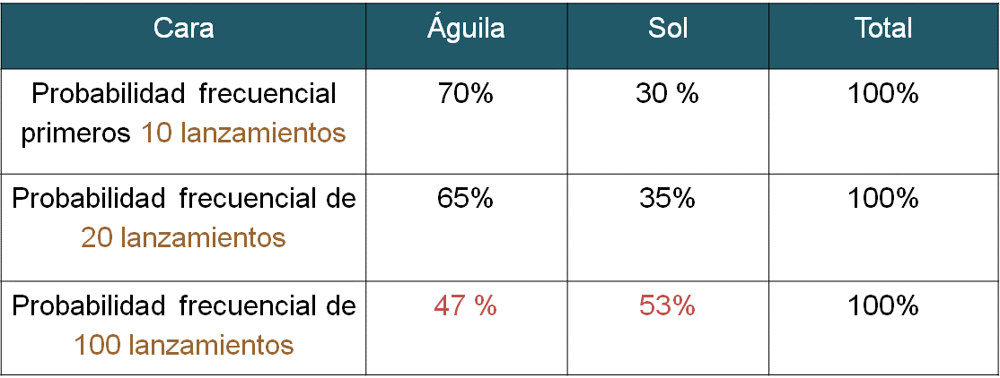 Cara Águila Sol Total
Probabilidad frecuencial 70% 30 % 100%
primeros 10 lanzamientos
Probabilidad frecuencial de 65% 35% 100%
20 lanzamientos
Probabilidad frecuencial de 47 % 53% 100%
100 lanzamientos